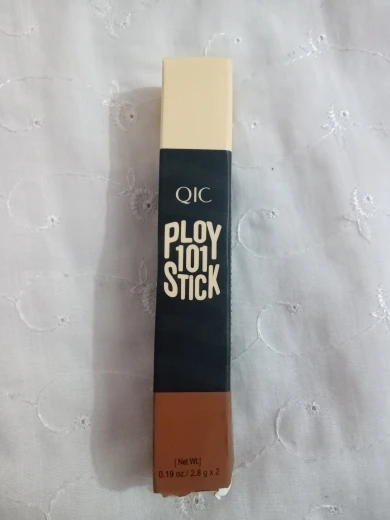 QIC
PLOY
101
STICK
[ Net Wt.]
0.19 oz./ 2.8 g x 2